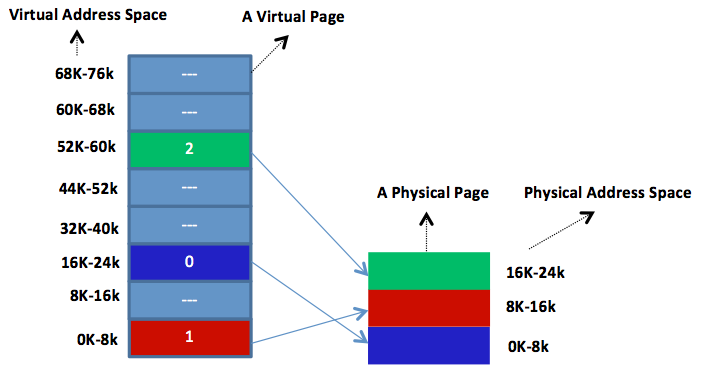 Virtual Address Space
A Virtual Page
68K-76k
---
60K-68k
---
52K-60k
2
44K-52k
---
32K-40k
---
16K-24k
0
8K-16k
---
0K-8k
1
A Physical Page
Physical Address Space
16K-24k
8K-16k
0K-8k